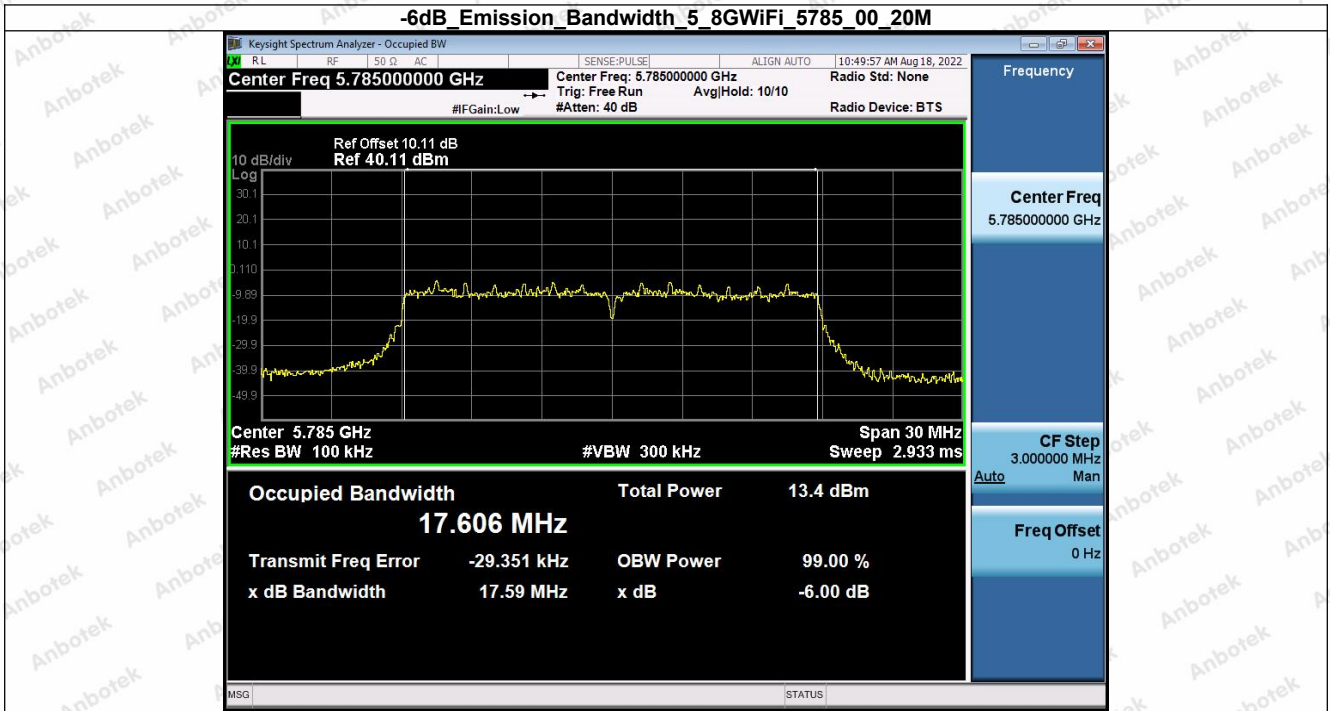 -6dB_Emission_Bandwidth_5_8GWiFi_5785_00_20M
Keysight Spectrum Analyzer - Occupied BW
LXI RL RF 50 Ω AC SENSE:PULSE ALIGN AUTO 10:49:57 AM Aug 18, 2022
Center Freq 5.785000000 GHz
Center Freq: 5.785000000 GHz Radio Std: None
Trig: Free Run Avg|Hold: 10/10
#IFGain:Low #Atten: 40 dB Radio Device: BTS
Ref Offset 10.11 dB
10 dB/div Ref 40.11 dBm
Log
30.1
20.1
10.1
0.110
-9.89
-19.9
-29.9
-39.9
-49.9
Center 5.785 GHz Span 30 MHz
#Res BW 100 kHz #VBW 300 kHz Sweep 2.933 ms
Occupied Bandwidth Total Power 13.4 dBm
17.606 MHz
Transmit Freq Error -29.351 kHz OBW Power 99.00 %
x dB Bandwidth 17.59 MHz x dB -6.00 dB
MSG STATUS
Frequency
Center Freq
5.785000000 GHz
CF Step
3.000000 MHz
Auto Man
Freq Offset
0 Hz
Anbotek